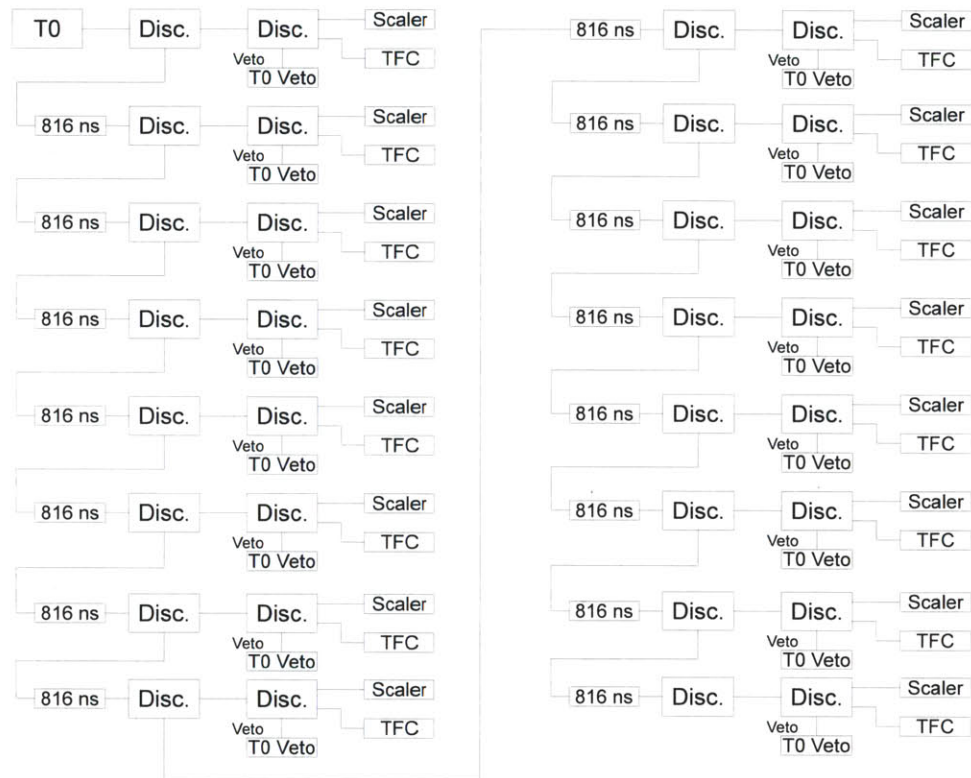 T0 Disc. Disc. Scaler
TFC
Veto
T0 Veto
816 ns Disc. Disc. Scaler
TFC
Veto
T0 Veto
816 ns Disc. Disc. Scaler
TFC
Veto
T0 Veto
816 ns Disc. Disc. Scaler
TFC
Veto
T0 Veto
816 ns Disc. Disc. Scaler
TFC
Veto
T0 Veto
816 ns Disc. Disc. Scaler
TFC
Veto
T0 Veto
816 ns Disc. Disc. Scaler
TFC
Veto
T0 Veto
816 ns Disc. Disc. Scaler
TFC
Veto
T0 Veto
816 ns Disc. Disc. Scaler
TFC
Veto
T0 Veto
816 ns Disc. Disc. Scaler
TFC
Veto
T0 Veto
816 ns Disc. Disc. Scaler
TFC
Veto
T0 Veto
816 ns Disc. Disc. Scaler
TFC
Veto
T0 Veto
816 ns Disc. Disc. Scaler
TFC
Veto
T0 Veto
816 ns Disc. Disc. Scaler
TFC
Veto
T0 Veto
816 ns Disc. Disc. Scaler
TFC
Veto
T0 Veto
816 ns Disc. Disc. Scaler
TFC
Veto
T0 Veto